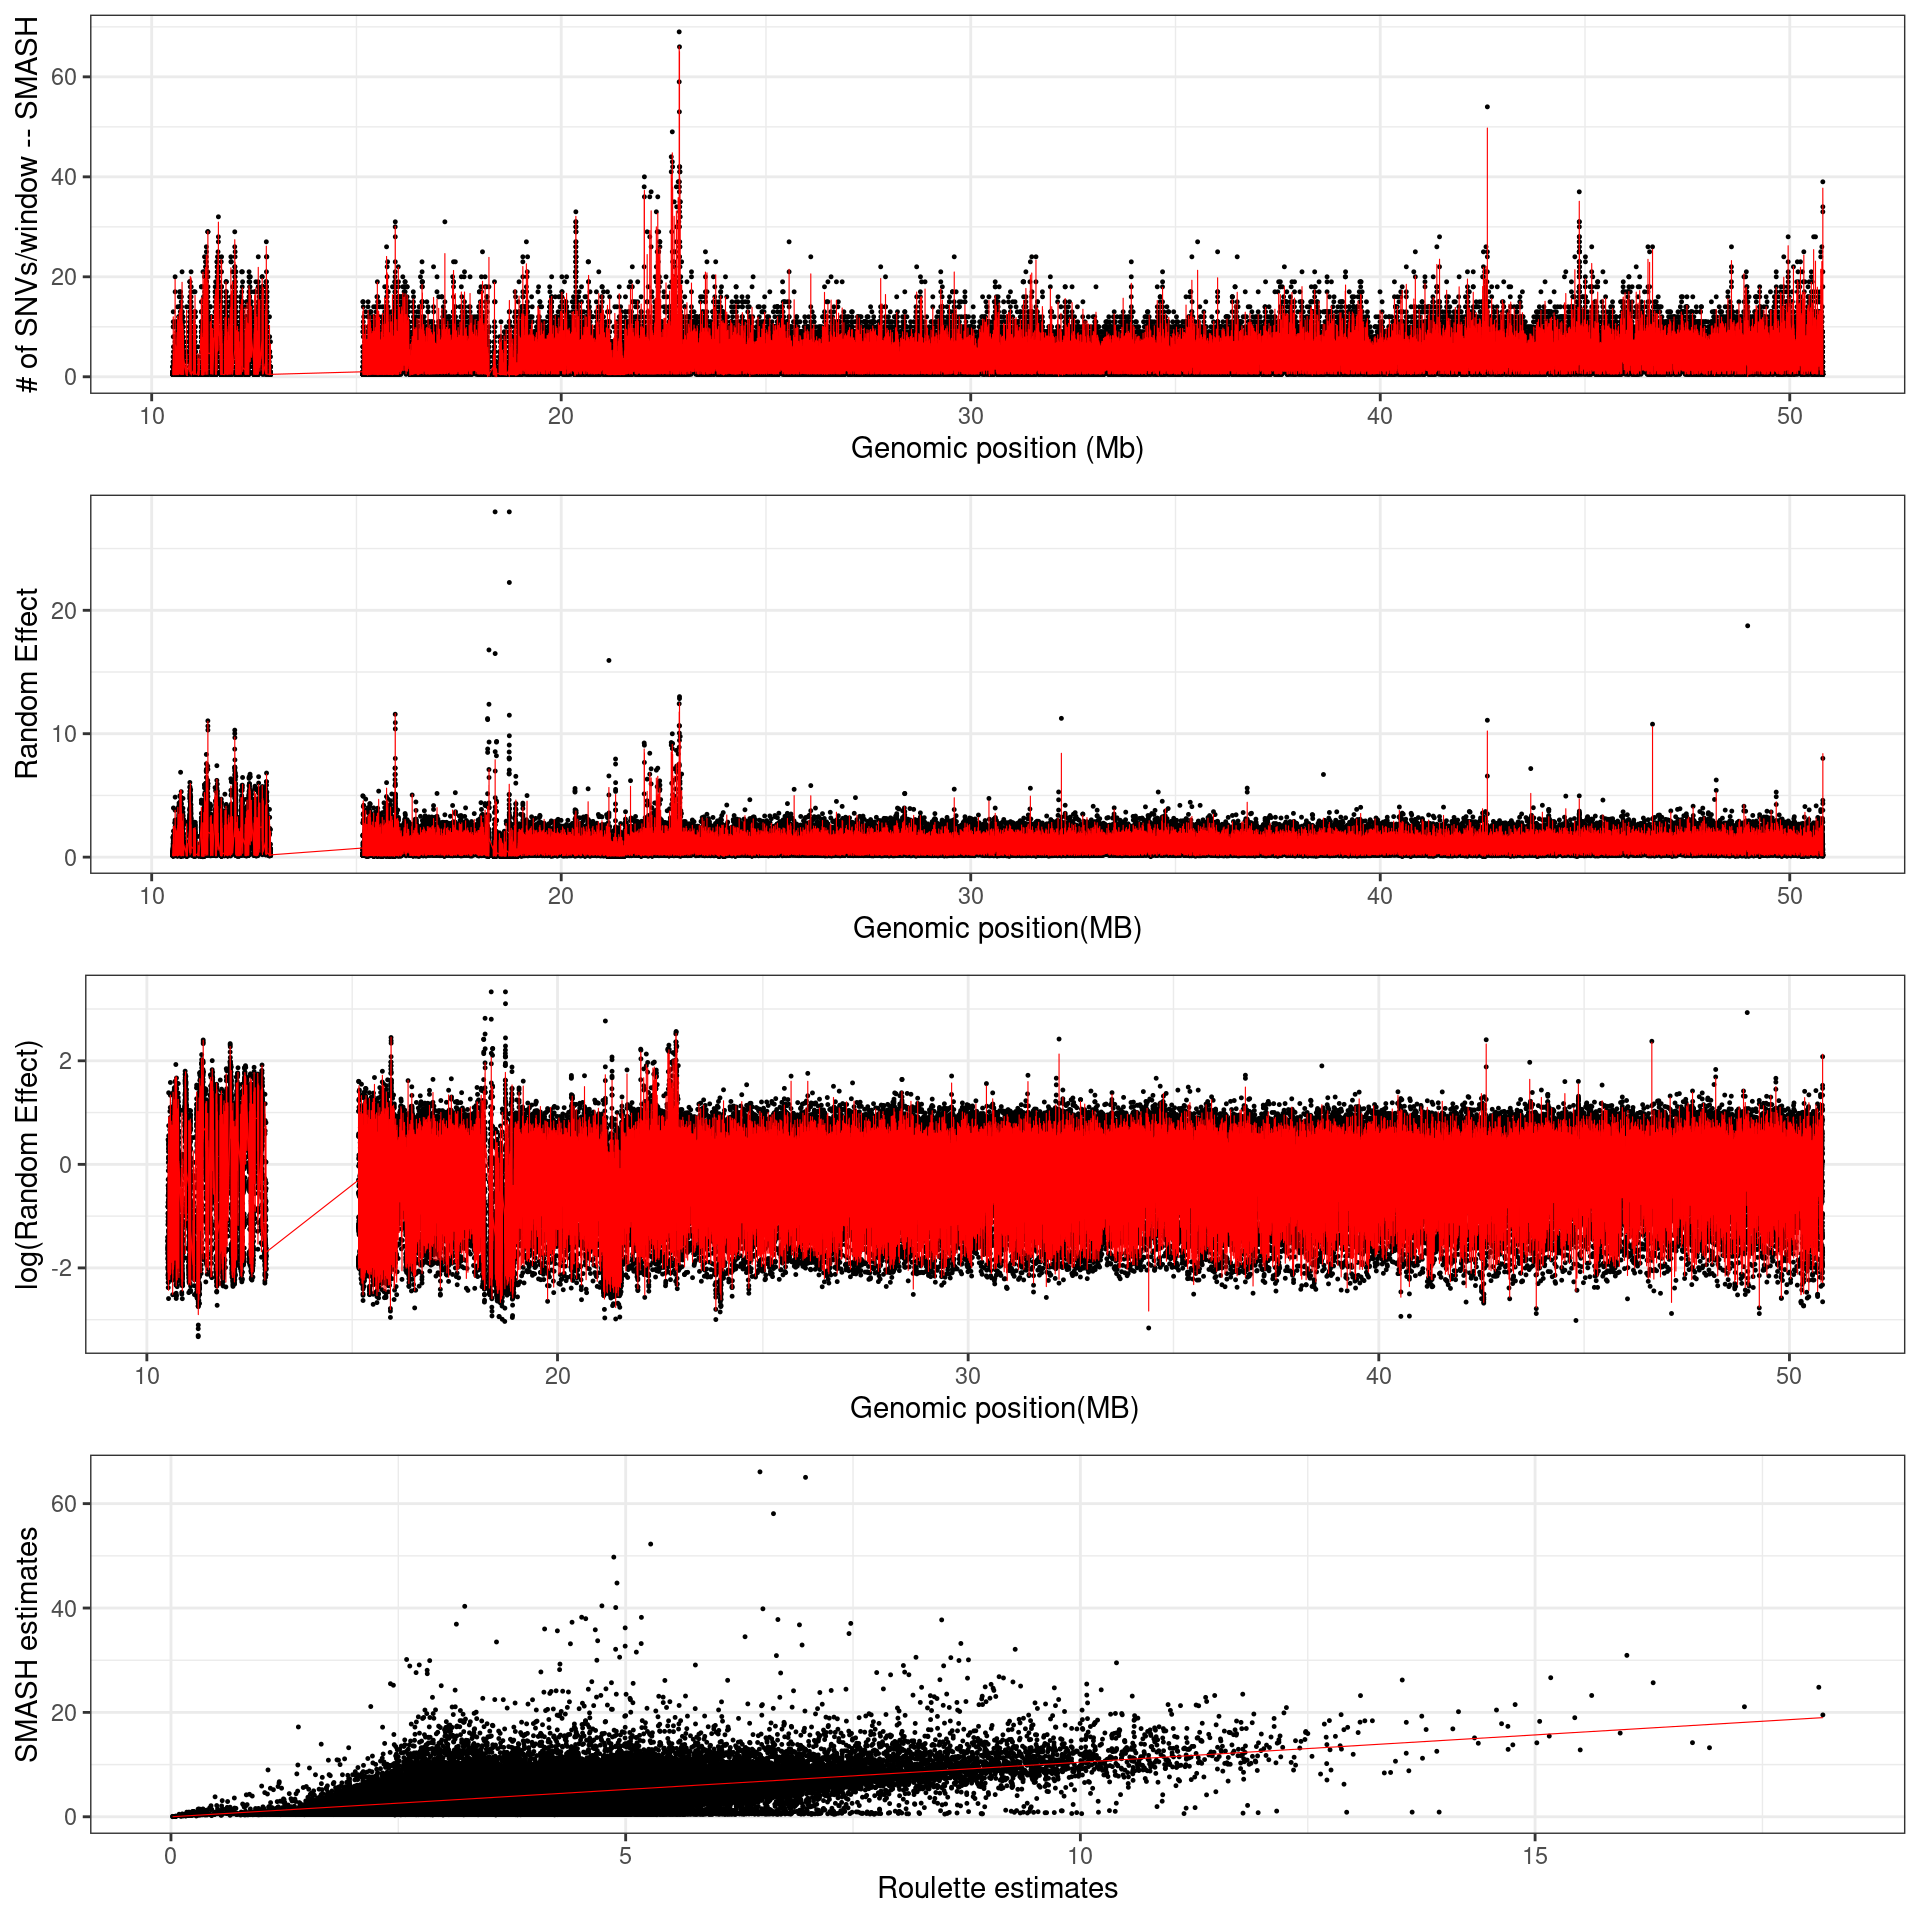 # of SNVs/window -- SMASH
60
40
20
0
10 20 30 40 50
Genomic position (Mb)
Random Effect
20
10
0
10 20 30 40 50
Genomic position(MB)
log(Random Effect)
2
0
-2
10 20 30 40 50
Genomic position(MB)
SMASH estimates
60
40
20
0
0 5 10 15
Roulette estimates